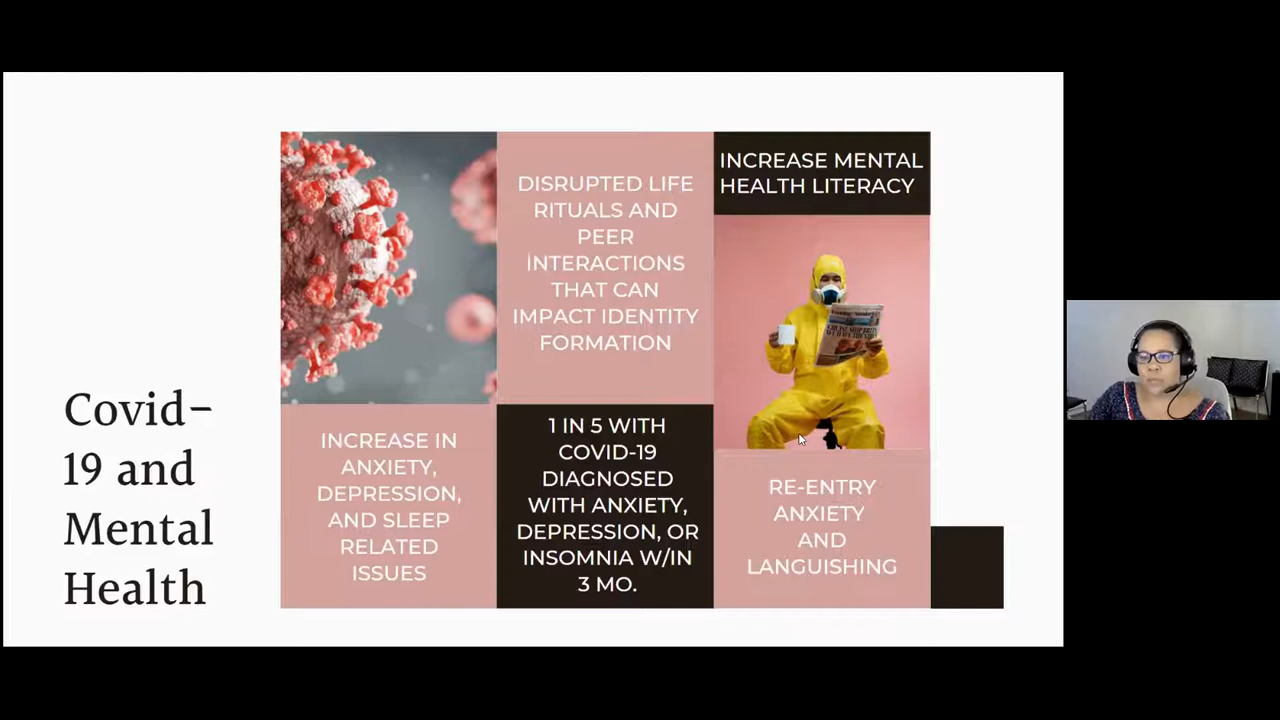 Covid-
19 and
Mental
Health
DISRUPTED LIFE
RITUALS AND
PEER
INTERACTIONS
THAT CAN
IMPACT IDENTITY
FORMATION
INCREASE MENTAL
HEALTH LITERACY
INCREASE IN
ANXIETY,
DEPRESSION,
AND SLEEP
RELATED
ISSUES
1 IN 5 WITH
COVID-19
DIAGNOSED
WITH ANXIETY,
DEPRESSION, OR
INSOMNIA W/IN
3 MO.
RE-ENTRY
ANXIETY
AND
LANGUISHING